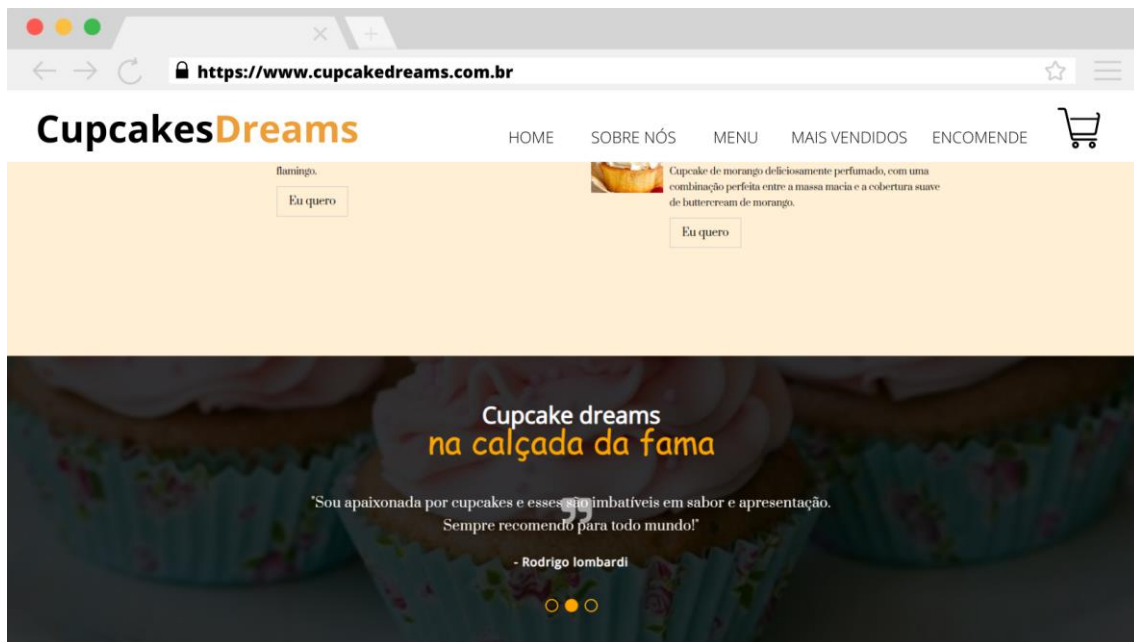 https://www.cupcakedreams.com.br
CupcakesDreams
HOME SOBRE NÓS MENU MAIS VENDIDOS ENCOMENDE
flamingo.
Eu quero
Cupcake de morango deliciosamente perfumado, com uma
combinação perfeita entre a massa macia e a cobertura suave
de buttercream de morango.
Eu quero
Cupcake dreams
na calçada da fama
"Sou apaixonada por cupcakes e esses são imbatíveis em sabor e apresentação.
Sempre recomendo para todo mundo!"
- Rodrigo lombardi